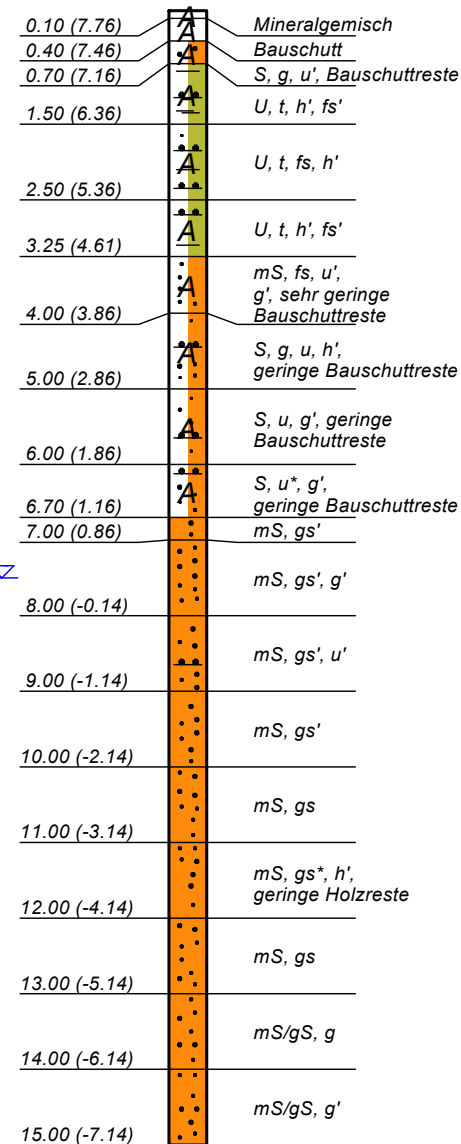 A
0.10 (7.76) Mineralgemisch
A
0.40 (7.46) Bauschutt
A
0.70 (7.16) S, g, u', Bauschuttreste
A
1.50 (6.36) U, t, h', fs'
A
2.50 (5.36) U, t, fs, h'
A
3.25 (4.61) U, t, h', fs'
A
mS, fs, u',
g', sehr geringe
4.00 (3.86) Bauschuttreste
A
S, g, u, h',
5.00 (2.86) geringe Bauschuttreste
A
S, u, g', geringe
Bauschuttreste
6.00 (1.86)
A
S, u*, g',
6.70 (1.16) geringe Bauschuttreste
7.00 (0.86) mS, gs'
mS, gs', g'
8.00 (-0.14)
mS, gs', u'
9.00 (-1.14)
mS, gs'
10.00 (-2.14)
mS, gs
11.00 (-3.14)
mS, gs*, h',
geringe Holzreste
12.00 (-4.14)
mS, gs
13.00 (-5.14)
mS/gS, g
14.00 (-6.14)
mS/gS, g'
15.00 (-7.14)